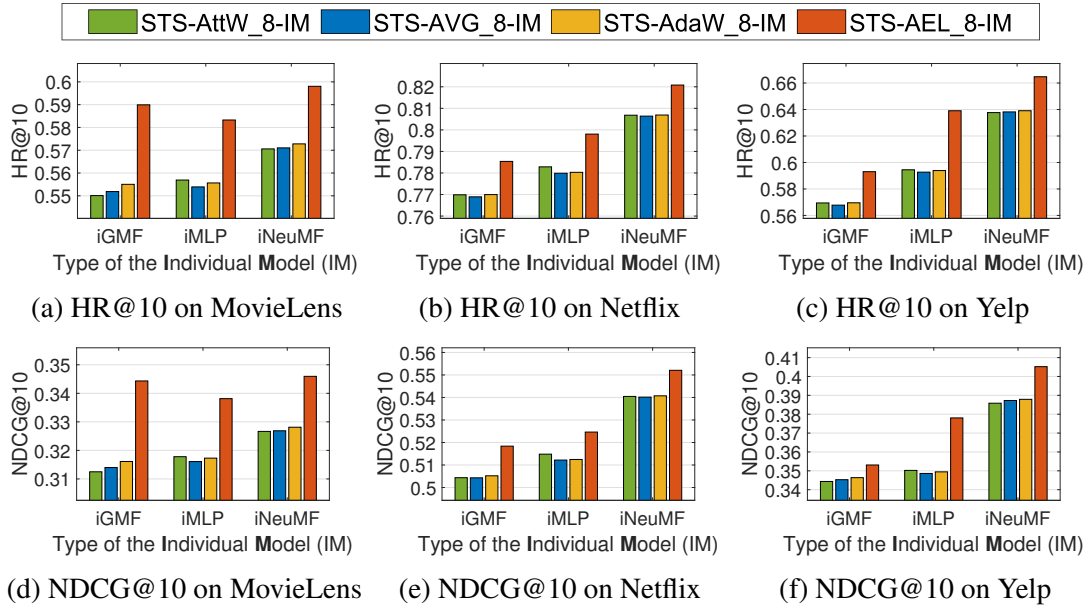 STS-AttW_8-IM STS-AVG_8-IM STS-AdaW_8-IM STS-AEL_8-IM
0.6
0.59
0.58
0.57
0.56
0.55
HR@10
iGMF iMLP iNeuMF
Type of the Individual Model (IM)
(a) HR@10 on MovieLens
0.82
0.8
0.78
0.77
0.76
HR@10
iGMF iMLP iNeuMF
Type of the Individual Model (IM)
(b) HR@10 on Netflix
0.66
0.64
0.62
0.6
0.58
0.56
HR@10
iGMF iMLP iNeuMF
Type of the Individual Model (IM)
(c) HR@10 on Yelp
0.35
0.34
0.33
0.32
0.31
NDCG@10
iGMF iMLP iNeuMF
Type of the Individual Model (IM)
(d) NDCG@10 on MovieLens
0.56
0.54
0.52
0.51
0.5
NDCG@10
iGMF iMLP iNeuMF
Type of the Individual Model (IM)
(e) NDCG@10 on Netflix
0.41
0.4
0.39
0.38
0.37
0.36
0.35
0.34
NDCG@10
iGMF iMLP iNeuMF
Type of the Individual Model (IM)
(f) NDCG@10 on Yelp